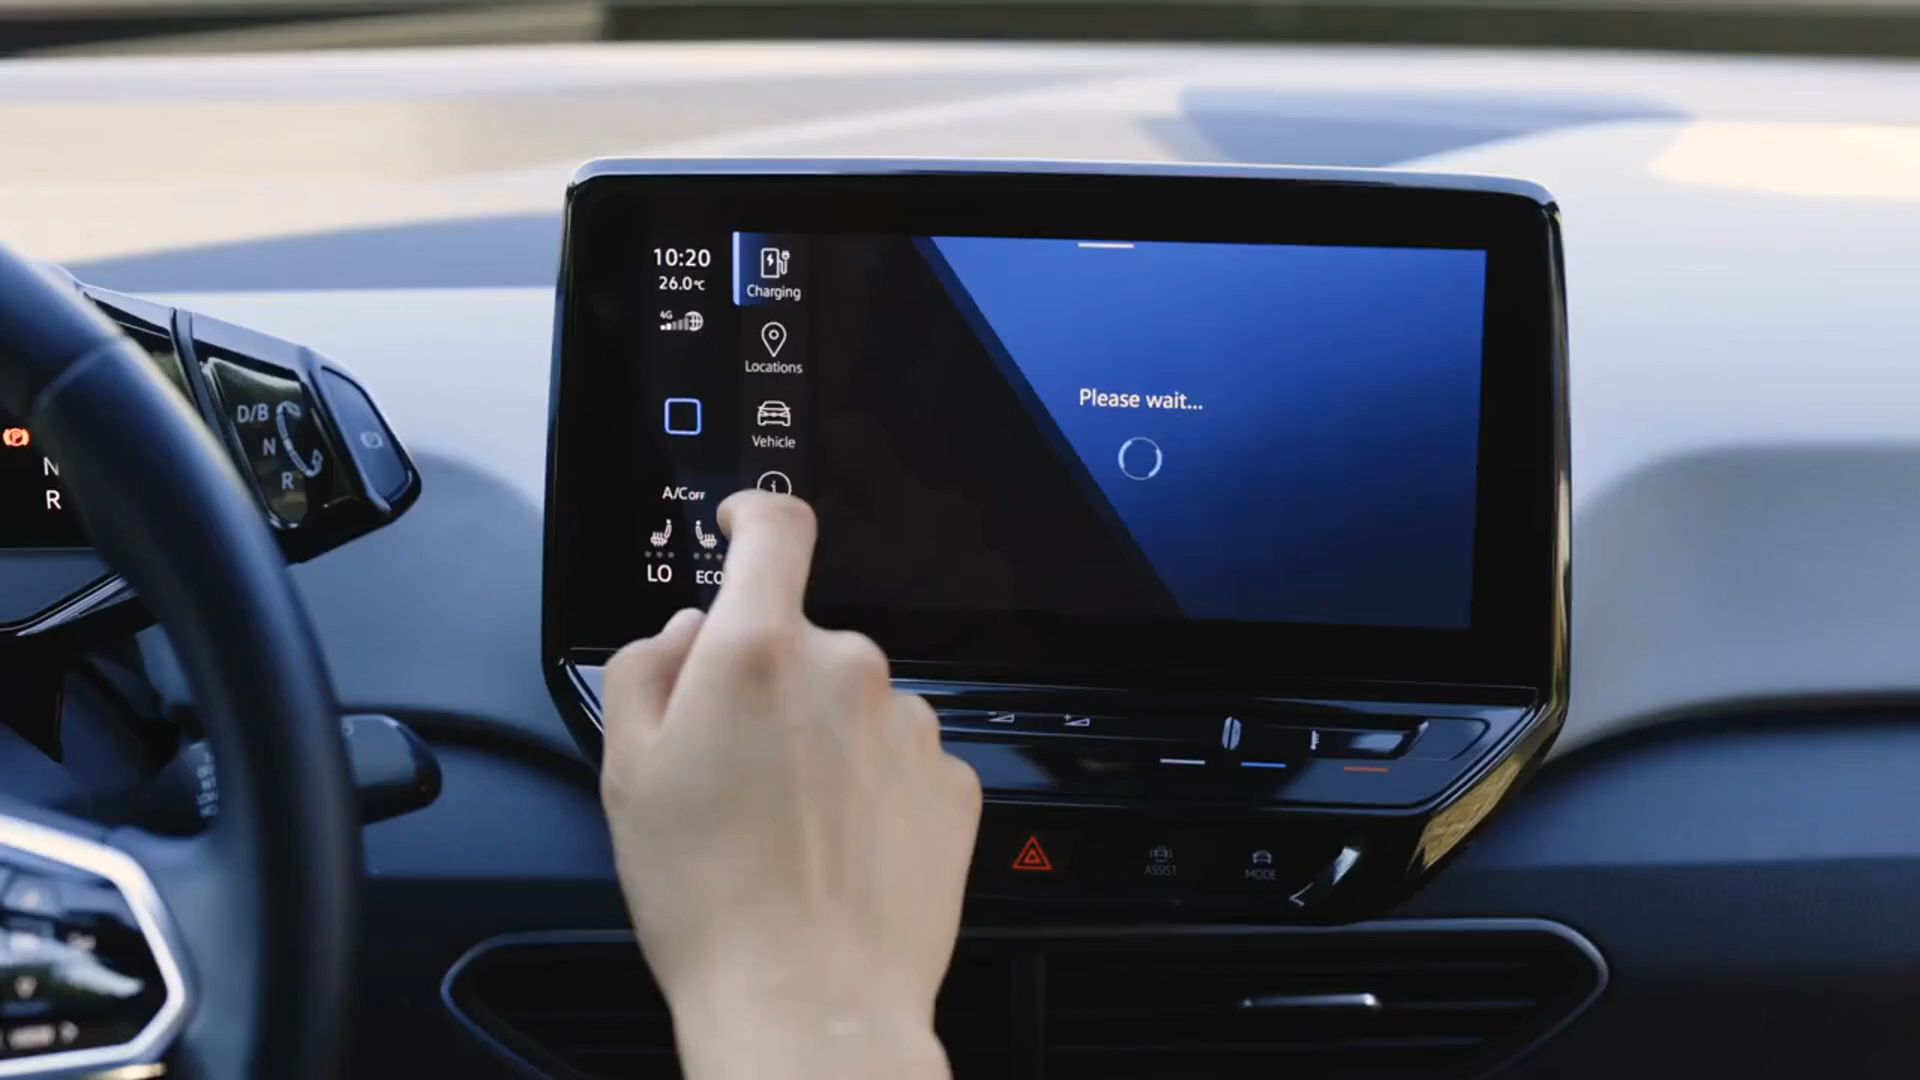 10:20
26.0°C
4G
Charging
Locations
Vehicle
i
A/C OFF
LO
ECO
Please wait...
D/B
N
R
P
N
R
ASSIST
MODE